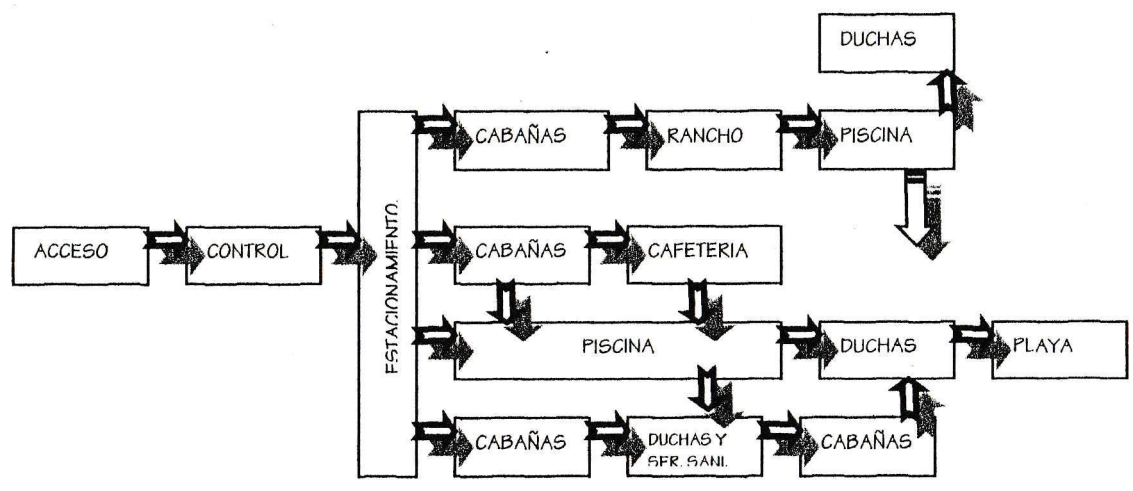 DUCHAS
CABAÑAS
RANCHO
PISCINA
ACCESO
CONTROL
ESTACIONAMIENTO
CABAÑAS
CAFETERIA
PISCINA
DUCHAS
PLAYA
CABAÑAS
DUCHAS Y
SER. SANI.
CABAÑAS